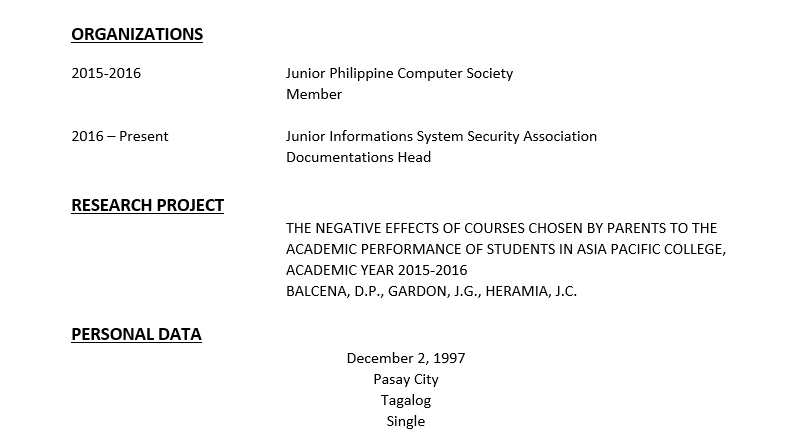 ORGANIZATIONS
2015-2016 Junior Philippine Computer Society
Member
2016 – Present Junior Informations System Security Association
Documentations Head
RESEARCH PROJECT
THE NEGATIVE EFFECTS OF COURSES CHOSEN BY PARENTS TO THE
ACADEMIC PERFORMANCE OF STUDENTS IN ASIA PACIFIC COLLEGE,
ACADEMIC YEAR 2015-2016
BALCENA, D.P., GARDON, J.G., HERAMIA, J.C.
PERSONAL DATA
December 2, 1997
Pasay City
Tagalog
Single